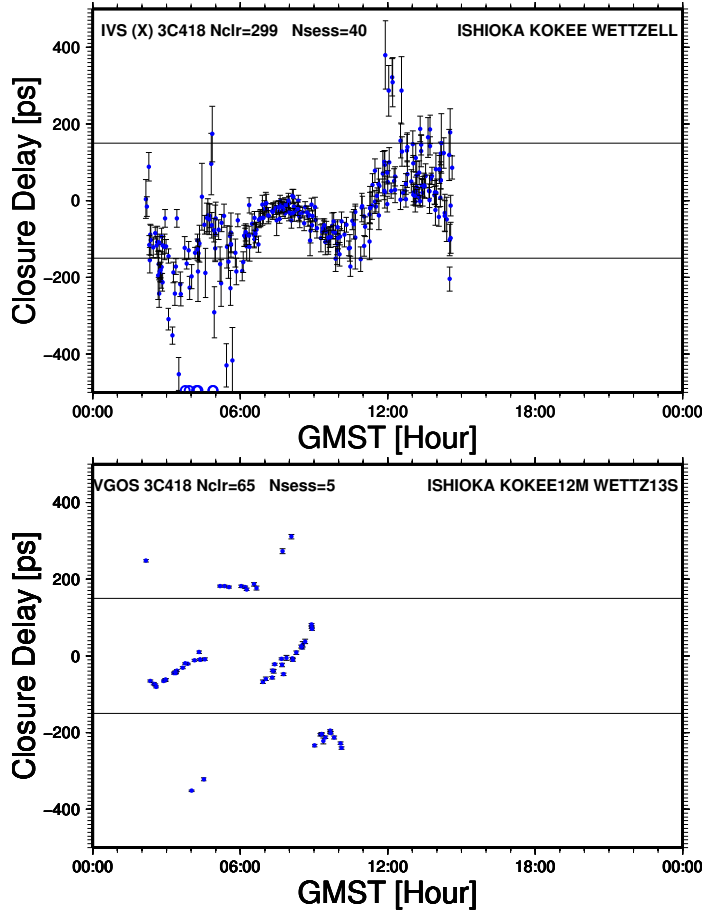 IVS (X) 3C418 Nclr=299 Nsess=40 ISHIOKA KOKEE WETTZELL
Closure Delay [ps]
400
200
0
−200
−400
00:00 06:00 12:00 18:00 00:00
GMST [Hour]
VGOS 3C418 Nclr=65 Nsess=5 ISHIOKA KOKEE12M WETTZ13S
Closure Delay [ps]
400
200
0
−200
−400
00:00 06:00 12:00 18:00 00:00
GMST [Hour]